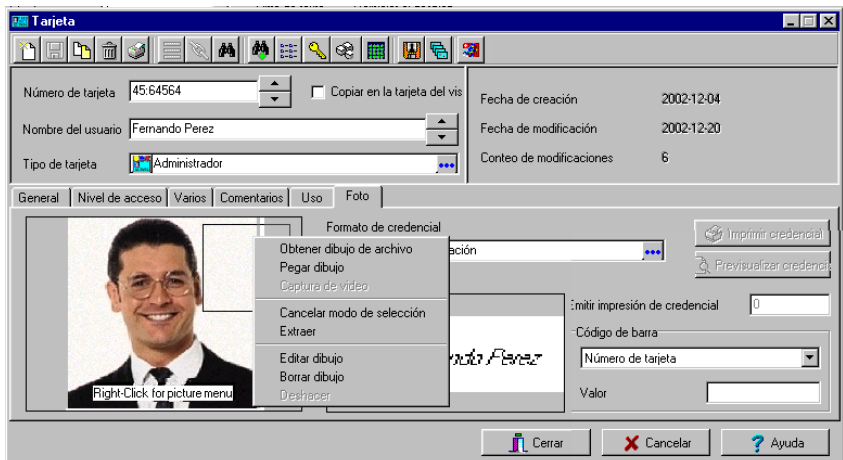 Tarjeta
Número de tarjeta 45:64564 Copiar en la tarjeta del vis
Nombre del usuario Fernando Perez
Tipo de tarjeta Administrador
Fecha de creación 2002-12-04
Fecha de modificación 2002-12-20
Conteo de modificaciones 6
General Nivel de acceso Varios Comentarios Uso Foto
Right-Click for picture menu
Obtener dibujo de archivo
Pegar dibujo
Captura de video
Cancelar modo de selección
Extraer
Editar dibujo
Borrar dibujo
Deshacer
Formato de credencial
ación
ndo Perez
Imprimir credencial
Previsualizar credencia
Emitir impresión de credencial 0
Código de barra
Número de tarjeta
Valor
Cerrar Cancelar Ayuda